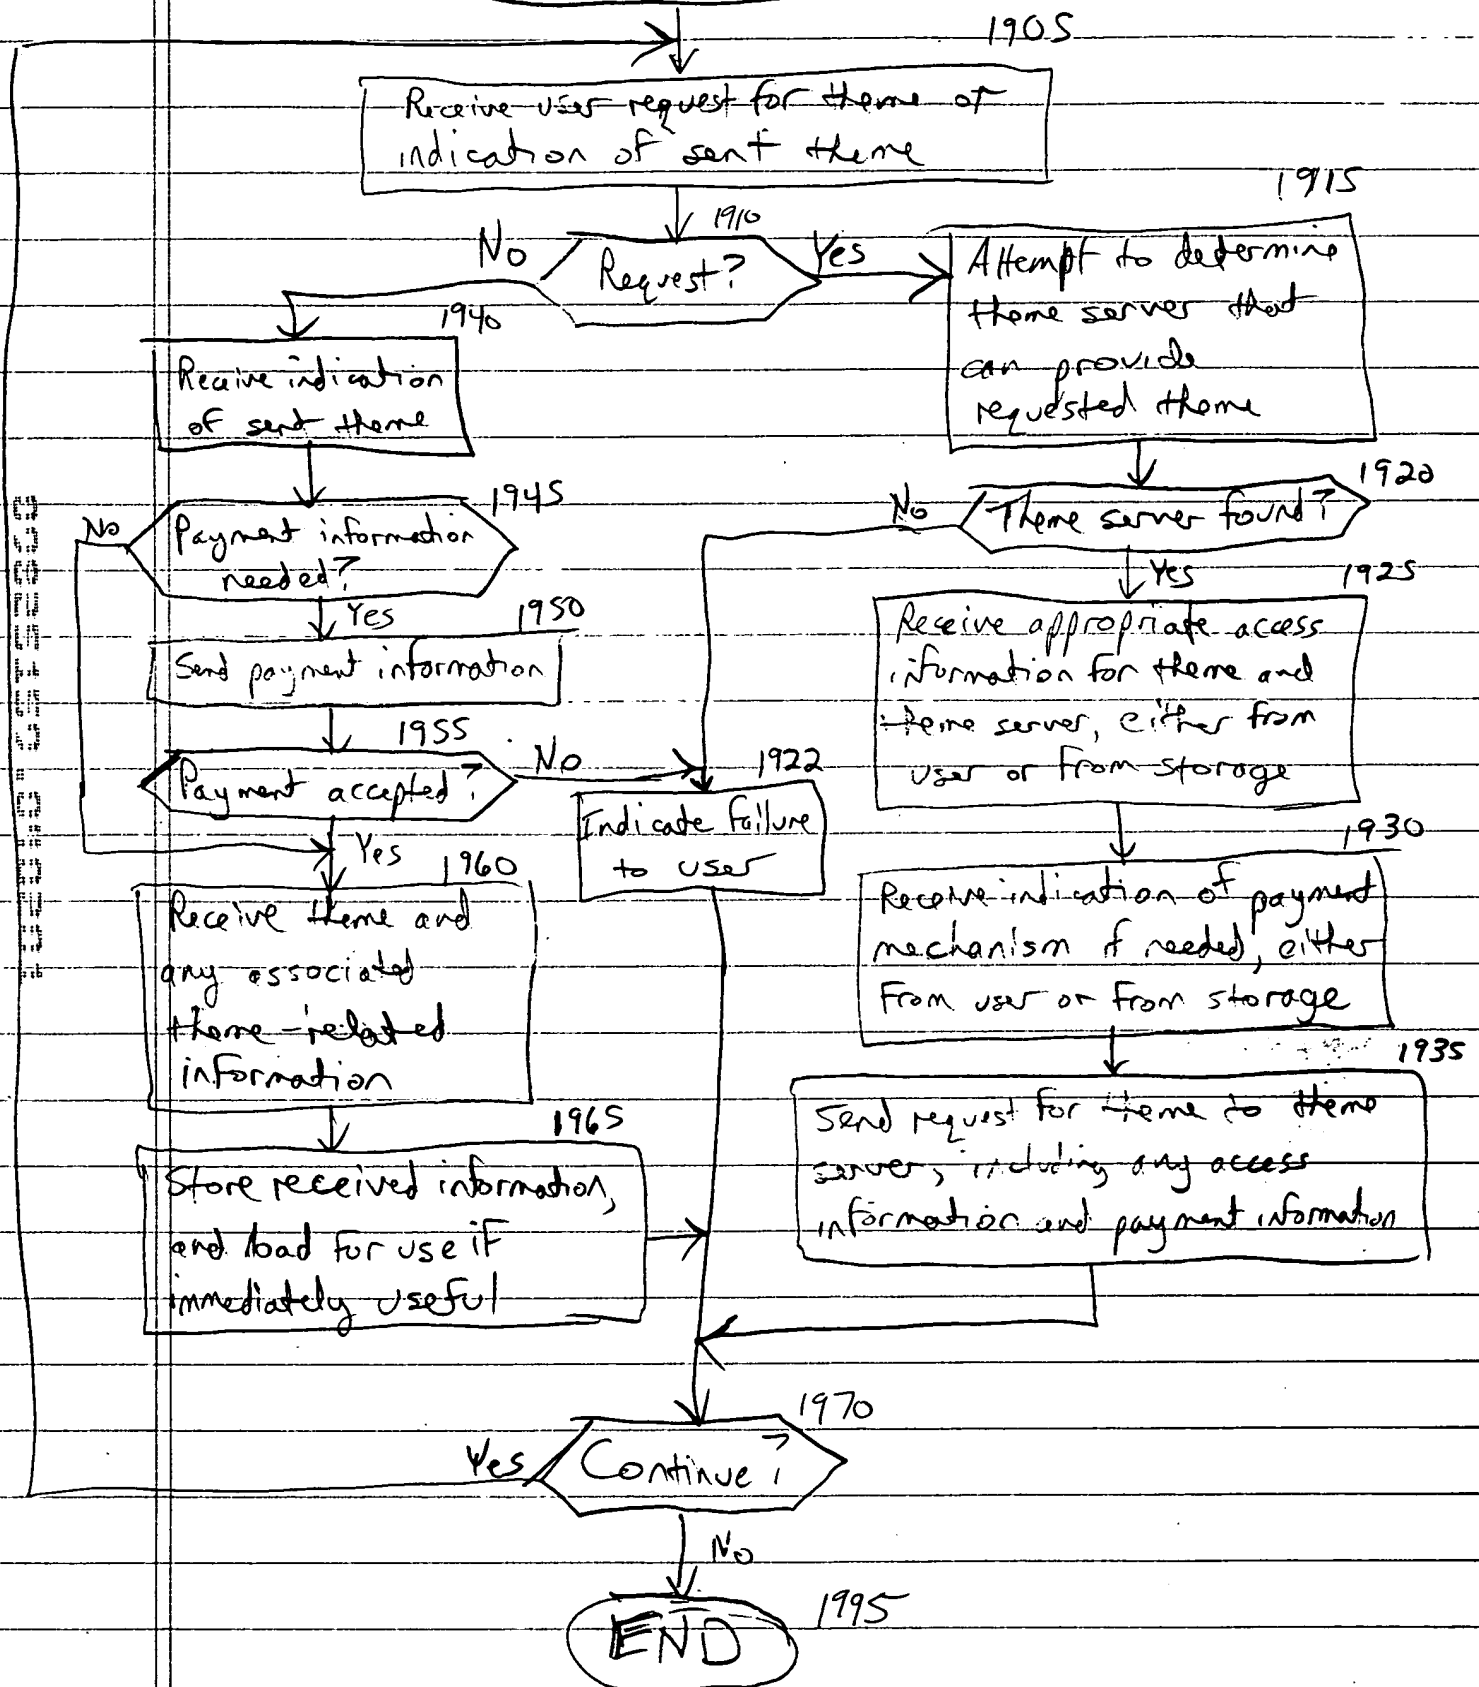 1905
Receive user request for theme or
indication of sent theme
1910
Request?
No
Yes
1915
Attempt to determine
theme server that
can provide
requested theme
1940
Receive indication
of sent theme
1945
Payment information
needed?
No
Yes
1920
Theme server found?
No
Yes
1925
Receive appropriate access
information for theme and
theme server, either from
user or from storage
1950
Send payment information
1955
Payment accepted?
No
Yes
1922
Indicate failure
to user
1930
Receive indication of payment
mechanism if needed, either
from user or from storage
1960
Receive theme and
any associated
theme-related
information
1935
Send request for theme to theme
server, including any access
information and payment information
1965
Store received information,
and load for use if
immediately useful
1970
Continue?
Yes
No
1995
END